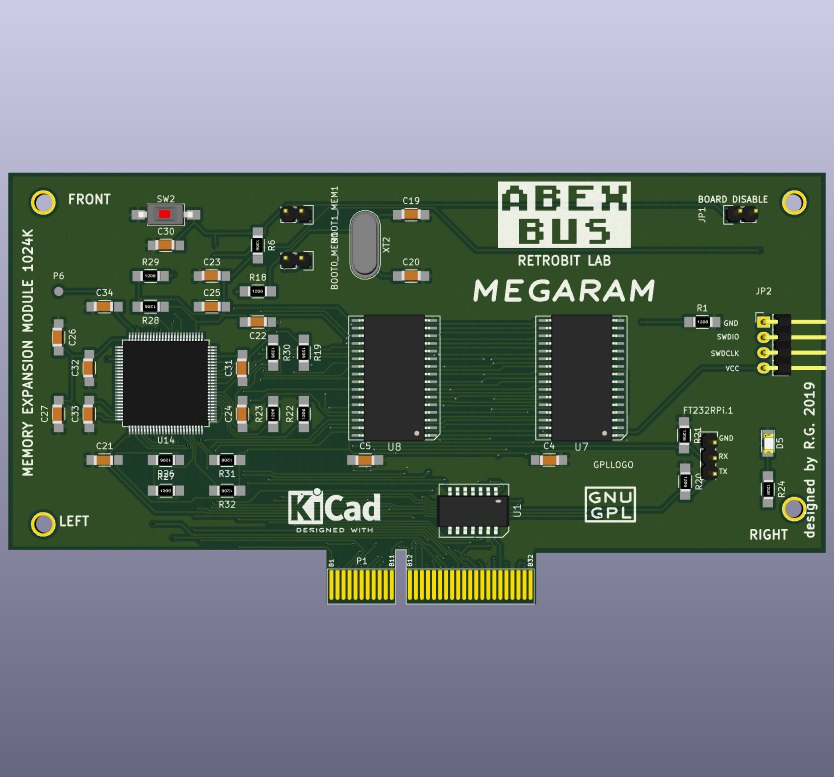 FRONT
SW2
C30
R29
C23
R6
R18
P6
C34
C25
R28
C22
C26
C32
C31
R30
R19
C27
C33
C24
R23
R22
U14
C21
R31
R32
LEFT
MEMORY EXPANSION MODULE 1024K
XT2
C19
C20
ABEX
BUS
RETROBIT LAB
MEGARAM
BOARD_DISABLE
JP1
JP2
R1
GND
SWDIO
SWDCLK
VCC
U8
U7
C5
C4
GPLLOGO
FT232RPi.1
R21
GND
RX
TX
R20
D5
R24
GNU
GPL
KiCad
DESIGNED WITH
U1
RIGHT
designed by R.G. 2019
B1
P1
B11
B12
B32